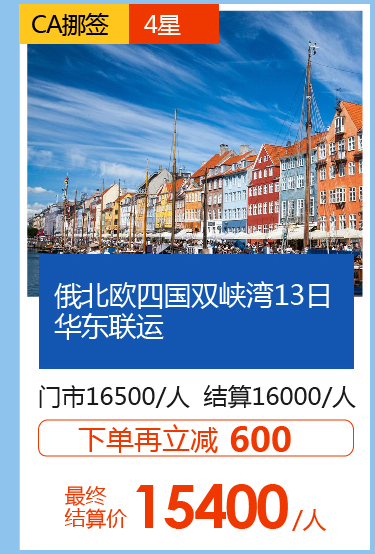 CA挪签 4星
俄北欧四国双峡湾13日
华东联运
门市16500/人 结算16000/人
下单再立减 600
最终
结算价 15400/人